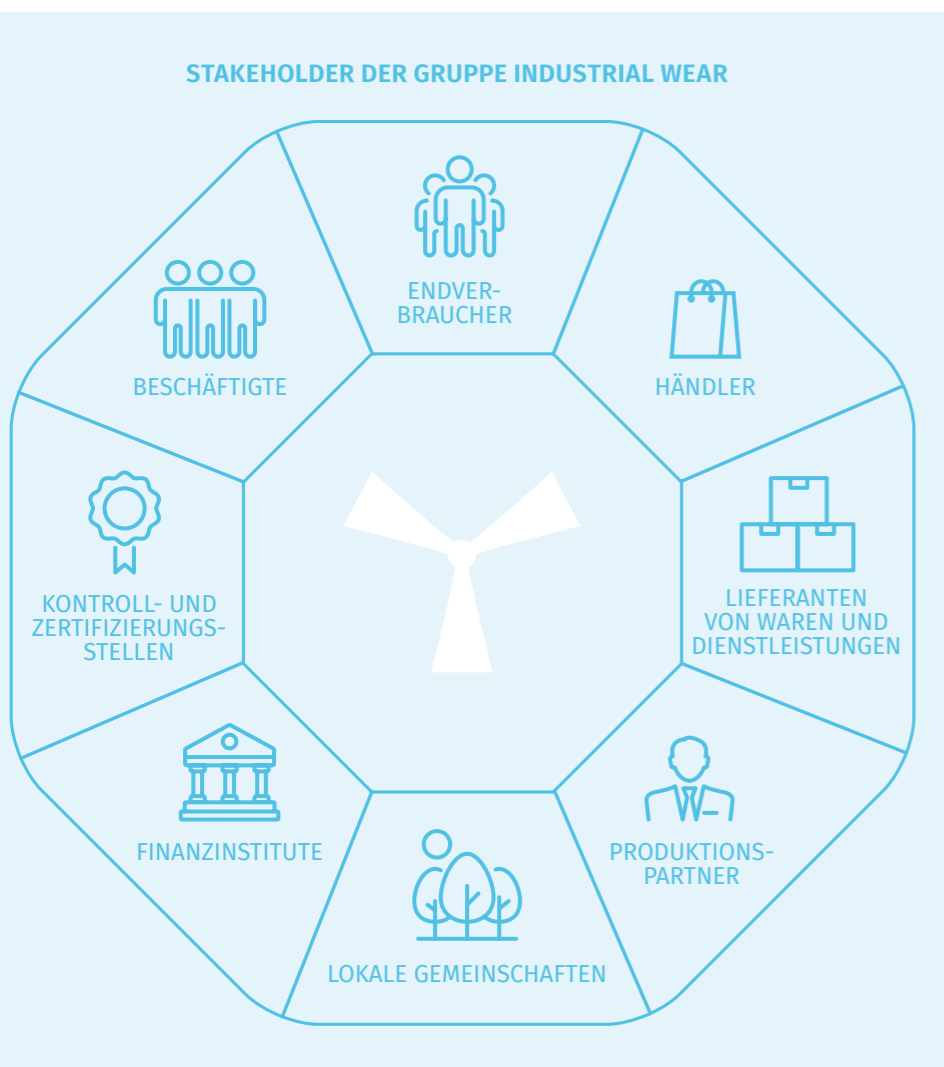 STAKEHOLDER DER GRUPPE INDUSTRIAL WEAR
ENDVER-
BRAUCHER
HÄNDLER
LIEFERANTEN
VON WAREN UND
DIENSTLEISTUNGEN
PRODUKTIONS-
PARTNER
LOKALE GEMEINSCHAFTEN
FINANZINSTITUTE
KONTROLL- UND
ZERTIFIZIERUNGS-
STELLEN
BESCHÄFTIGTE